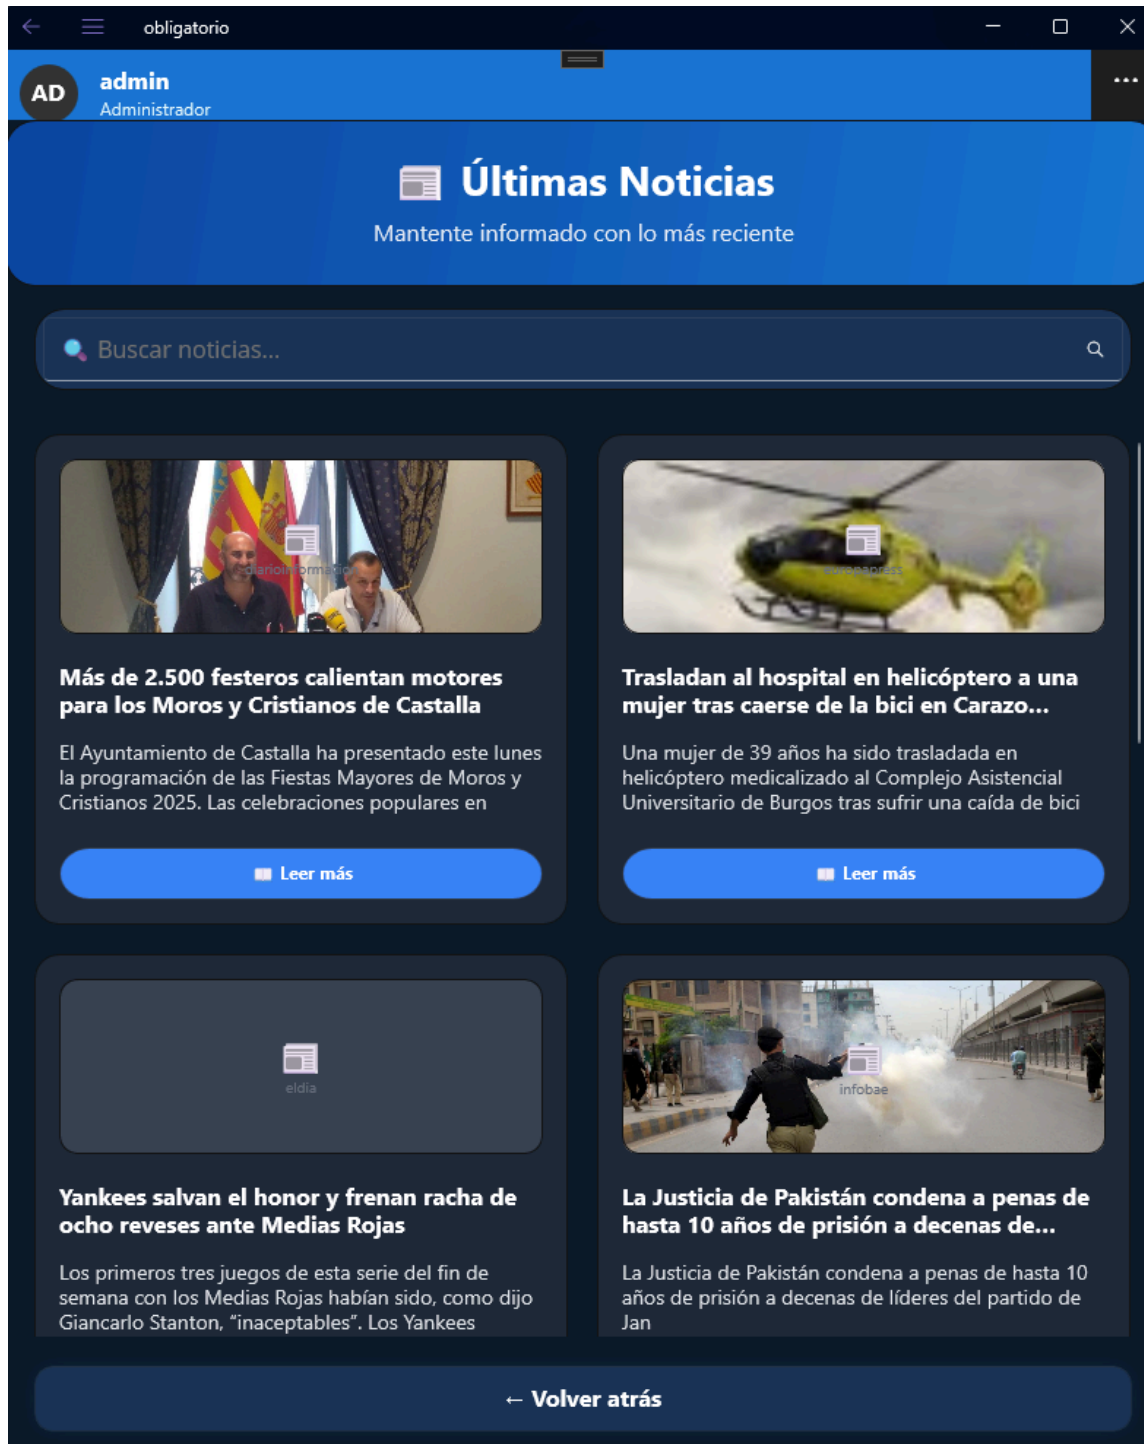 obligatorio
AD
admin
Administrador
Últimas Noticias
Mantente informado con lo más reciente
Buscar noticias...
diarioinformacion
europapress
Más de 2.500 festeros calientan motores
para los Moros y Cristianos de Castalla
Trasladan al hospital en helicóptero a una
mujer tras caerse de la bici en Carazo...
El Ayuntamiento de Castalla ha presentado este lunes
la programación de las Fiestas Mayores de Moros y
Cristianos 2025. Las celebraciones populares en
Una mujer de 39 años ha sido trasladada en
helicóptero medicalizado al Complejo Asistencial
Universitario de Burgos tras sufrir una caída de bici
Leer más
Leer más
eldia
infobae
Yankees salvan el honor y frenan racha de
ocho reveses ante Medias Rojas
La Justicia de Pakistán condena a penas de
hasta 10 años de prisión a decenas de...
Los primeros tres juegos de esta serie del fin de
semana con los Medias Rojas habían sido, como dijo
Giancarlo Stanton, “inaceptables”. Los Yankees
La Justicia de Pakistán condena a penas de hasta 10
años de prisión a decenas de líderes del partido de
Jan
← Volver atrás